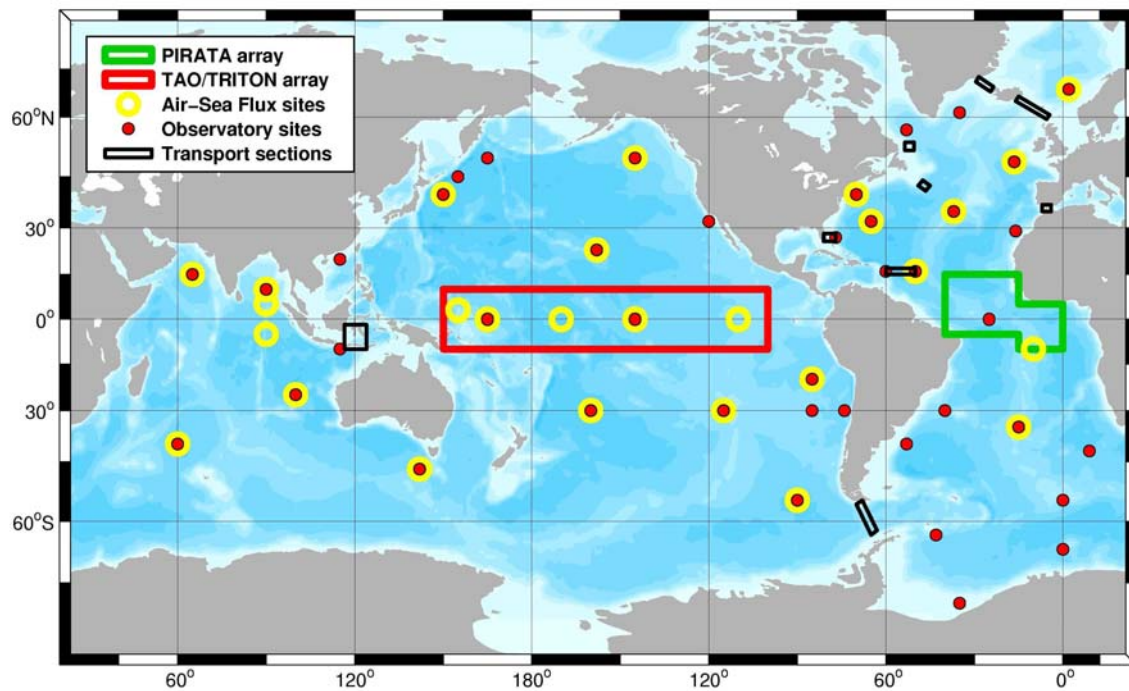 PIRATA array
TAO/TRITON array
Air-Sea Flux sites
Observatory sites
Transport sections
60°N
30°
0°
30°
60°S
60° 120° 180° 120° 60° 0°